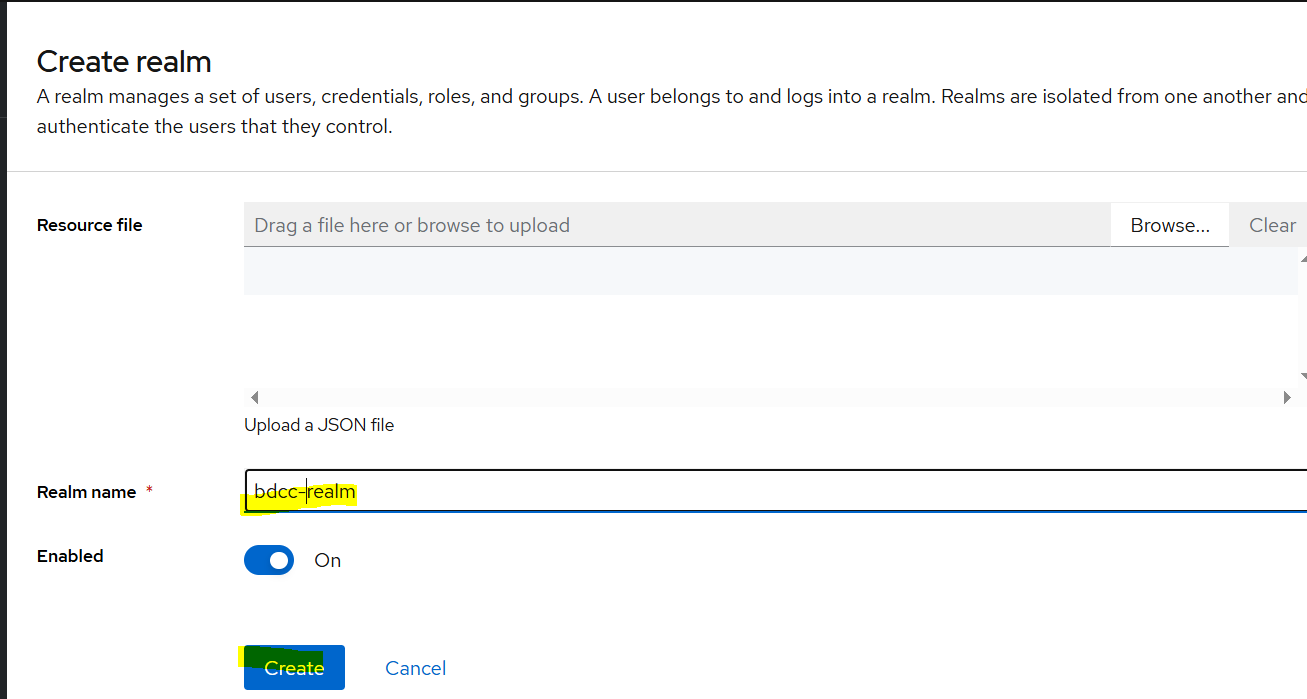 Create realm
A realm manages a set of users, credentials, roles, and groups. A user belongs to and logs into a realm. Realms are isolated from one another and
authenticate the users that they control.
Resource file
Drag a file here or browse to upload
Browse...
Clear
Upload a JSON file
Realm name *
bdcc-realm
Enabled
On
Create
Cancel